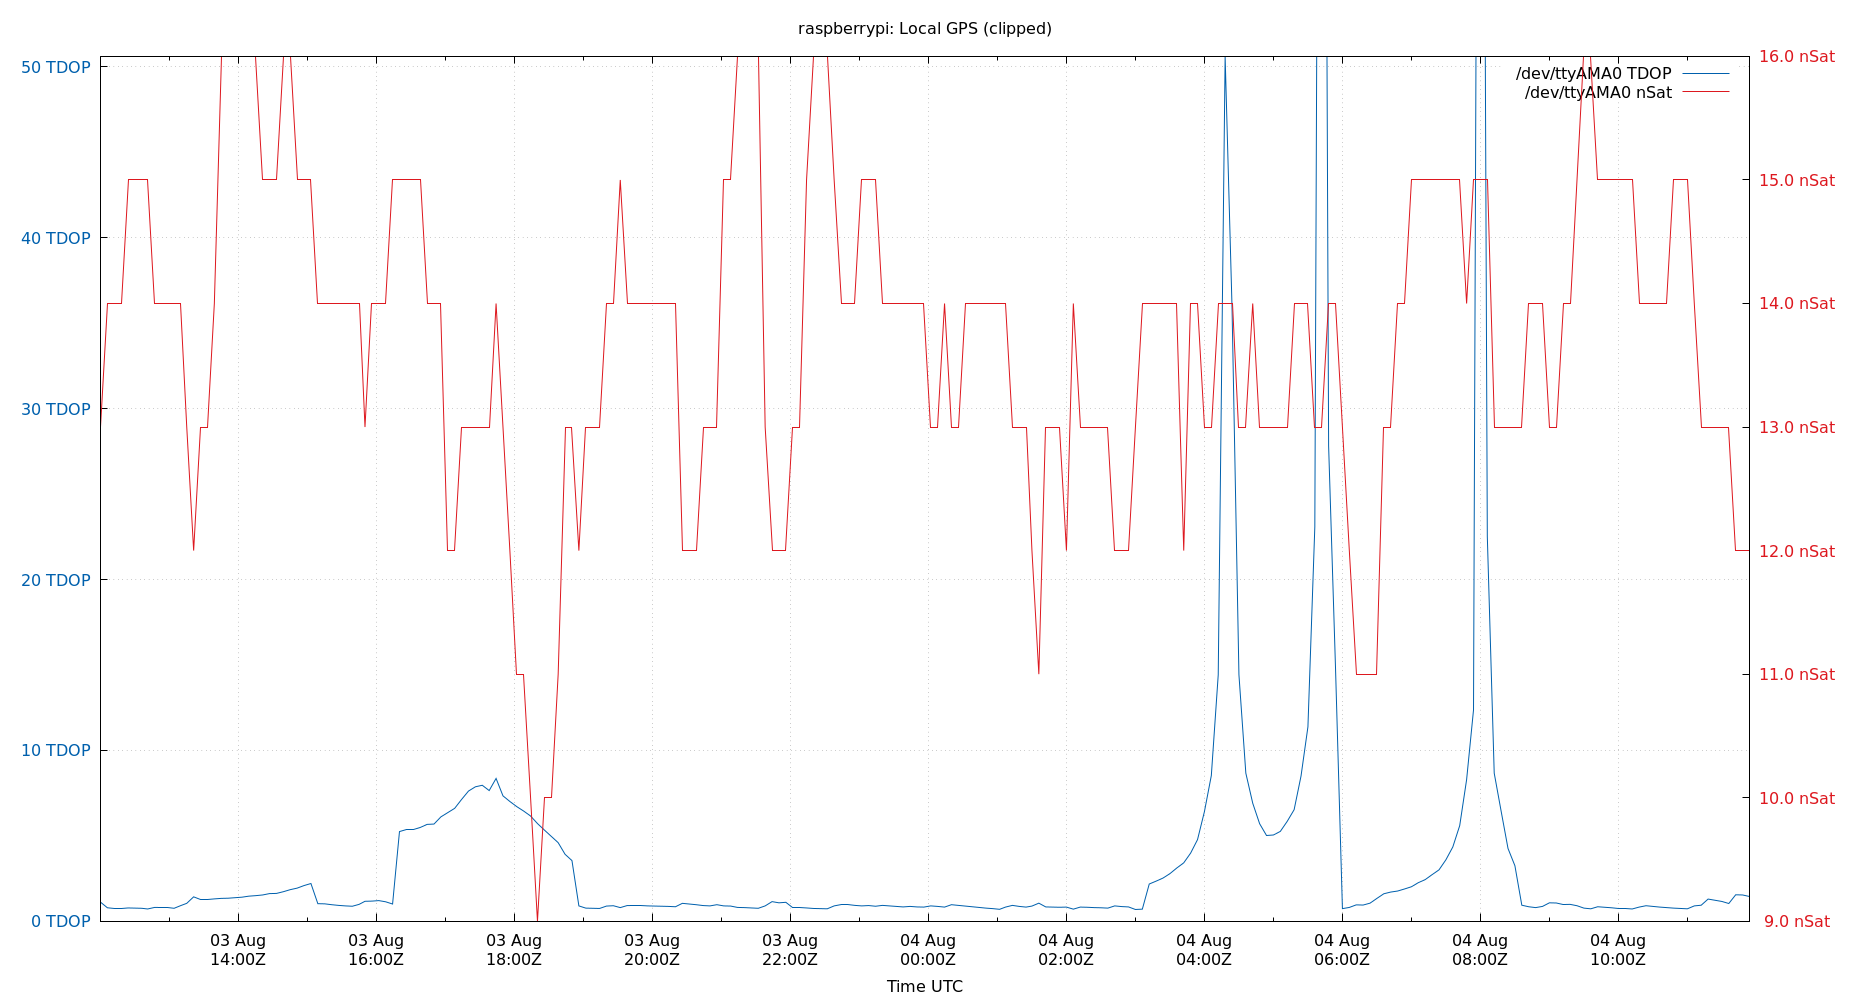 raspberrypi: Local GPS (clipped)
50 TDOP
40 TDOP
30 TDOP
20 TDOP
10 TDOP
0 TDOP
16.0 nSat
15.0 nSat
14.0 nSat
13.0 nSat
12.0 nSat
11.0 nSat
10.0 nSat
9.0 nSat
/dev/ttyAMA0 TDOP
/dev/ttyAMA0 nSat
03 Aug
14:00Z
03 Aug
16:00Z
03 Aug
18:00Z
03 Aug
20:00Z
03 Aug
22:00Z
04 Aug
00:00Z
04 Aug
02:00Z
04 Aug
04:00Z
04 Aug
06:00Z
04 Aug
08:00Z
04 Aug
10:00Z
Time UTC